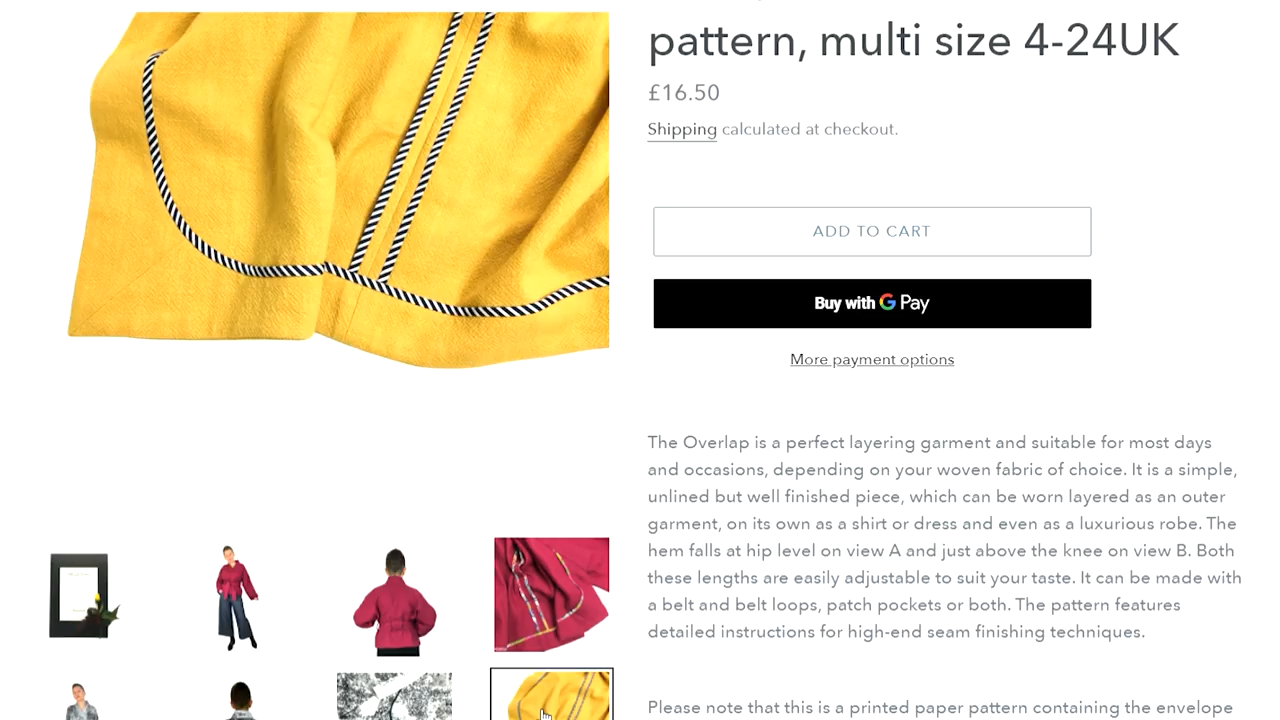 pattern, multi size 4-24UK
£16.50
Shipping calculated at checkout.
ADD TO CART
Buy with G Pay
More payment options
The Overlap is a perfect layering garment and suitable for most days
and occasions, depending on your woven fabric of choice. It is a simple,
unlined but well finished piece, which can be worn layered as an outer
garment, on its own as a shirt or dress and even as a luxurious robe. The
hem falls at hip level on view A and just above the knee on view B. Both
these lengths are easily adjustable to suit your taste. It can be made with
a belt and belt loops, patch pockets or both. The pattern features
detailed instructions for high-end seam finishing techniques.
Please note that this is a printed paper pattern containing the envelope